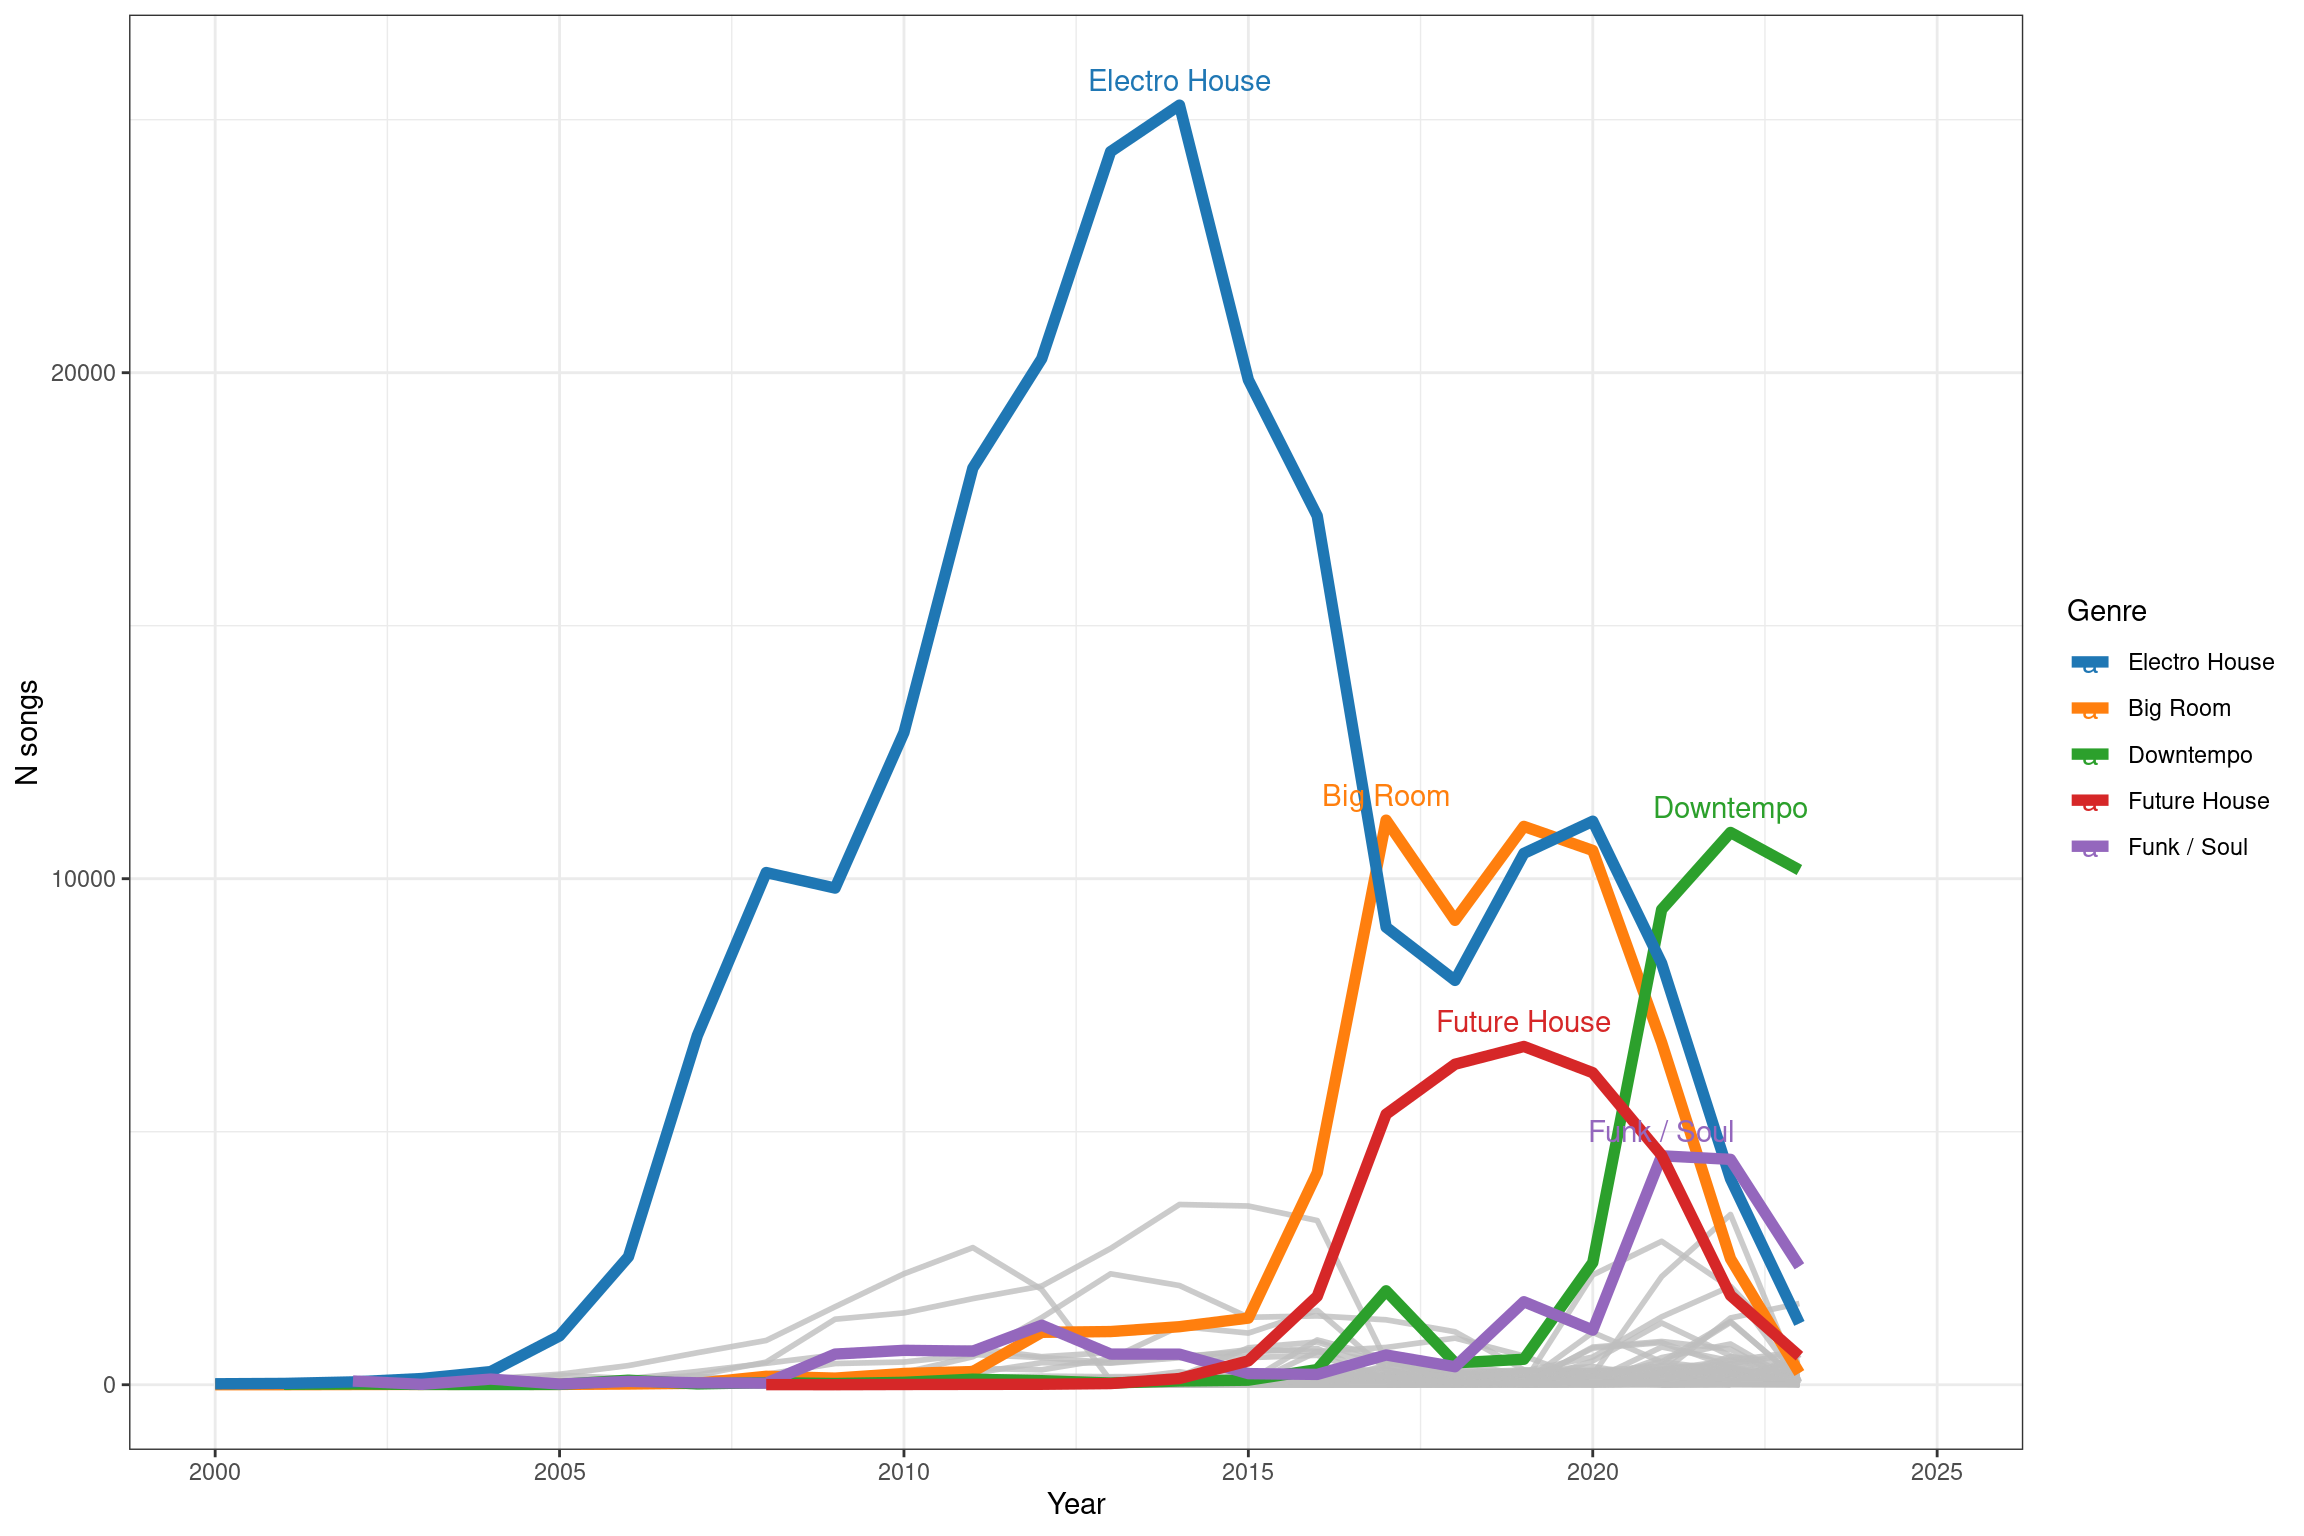 Electro House
Big Room
Downtempo
Future House
Funk / Soul
20000
10000
0
N songs
2000
2005
2010
2015
2020
2025
Year
Genre
a Electro House
a Big Room
a Downtempo
a Future House
a Funk / Soul